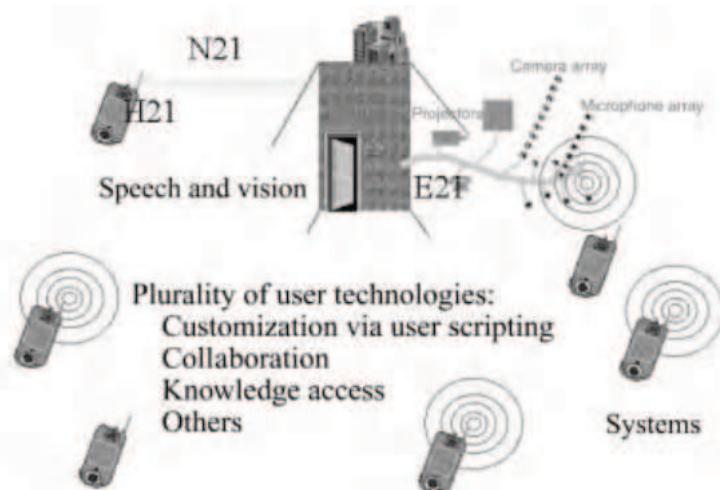 N21
Camera array
H21
Projectors
Microphone array
Speech and vision
E21
Plurality of user technologies:
Customization via user scripting
Collaboration
Knowledge access
Others
Systems